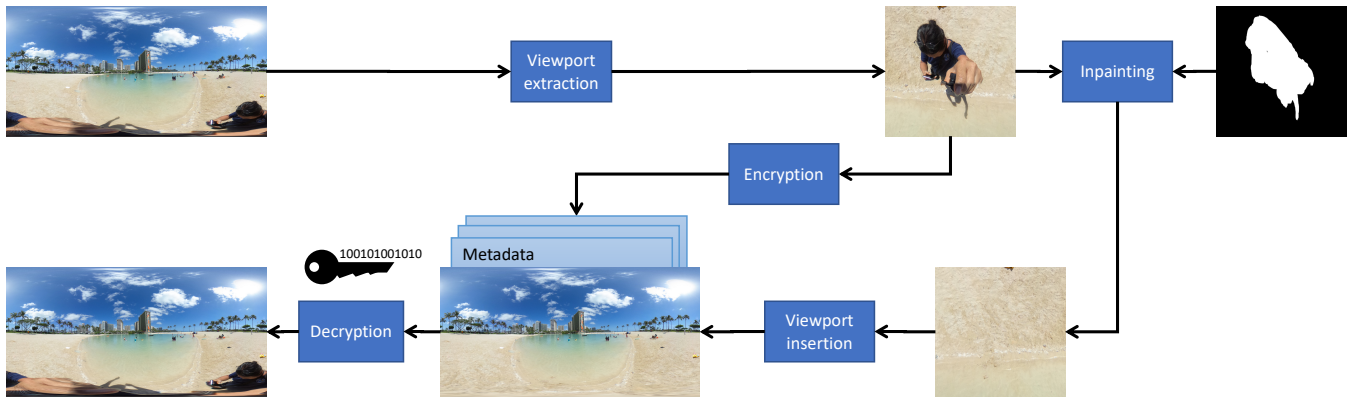 Viewport
extraction
Inpainting
Encryption
Metadata
100101001010
Decryption
Viewport
insertion